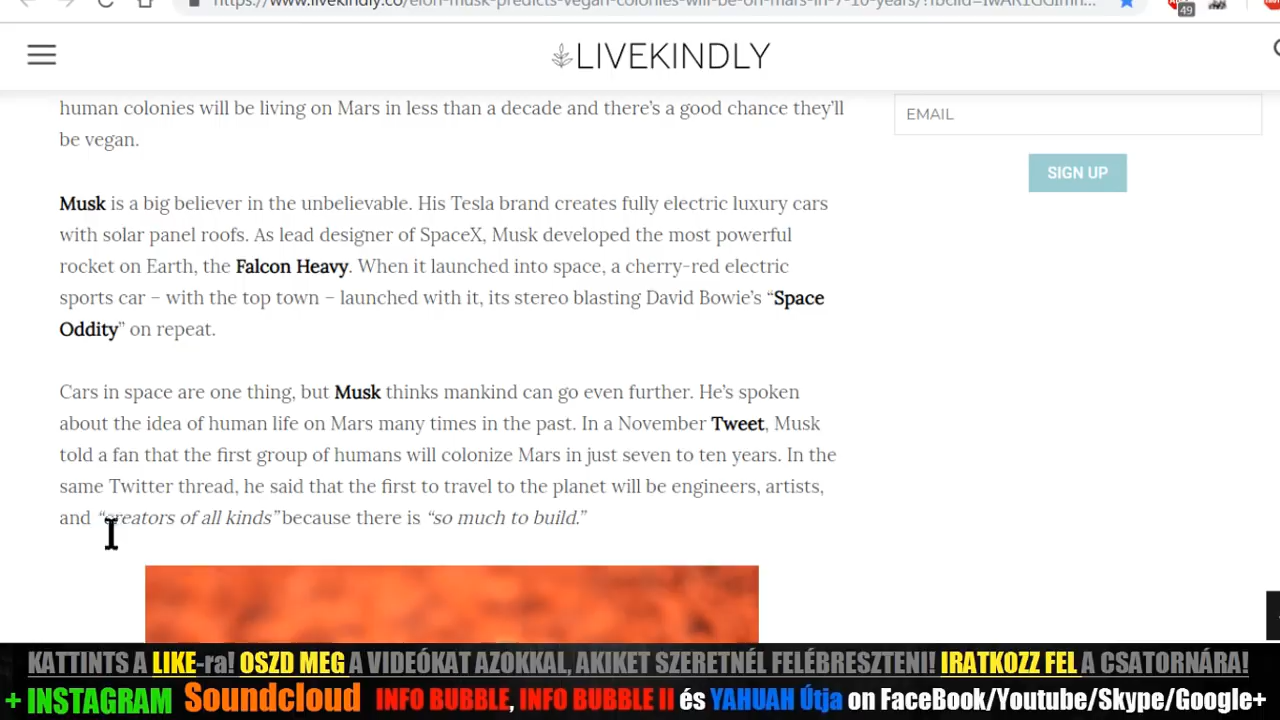 49
LIVEKINDLY
human colonies will be living on Mars in less than a decade and there's a good chance they'll
be vegan.
EMAIL
SIGN UP
Musk is a big believer in the unbelievable. His Tesla brand creates fully electric luxury cars
with solar panel roofs. As lead designer of SpaceX, Musk developed the most powerful
rocket on Earth, the Falcon Heavy. When it launched into space, a cherry-red electric
sports car – with the top town – launched with it, its stereo blasting David Bowie's “Space
Oddity” on repeat.
Cars in space are one thing, but Musk thinks mankind can go even further. He's spoken
about the idea of human life on Mars many times in the past. In a November Tweet, Musk
told a fan that the first group of humans will colonize Mars in just seven to ten years. In the
same Twitter thread, he said that the first to travel to the planet will be engineers, artists,
and “creators of all kinds” because there is “so much to build.”
KATTINTS A LIKE-ra! OSZD MEG A VIDEÓKAT AZOKKAL, AKIKET SZERETNÉL FELÉBRESZTENI! IRATKOZZ FEL A CSATORNÁRA!
+ INSTAGRAM Soundcloud INFO BUBBLE, INFO BUBBLE II és YAHUAH Útja on FaceBook/Youtube/Skype/Google+